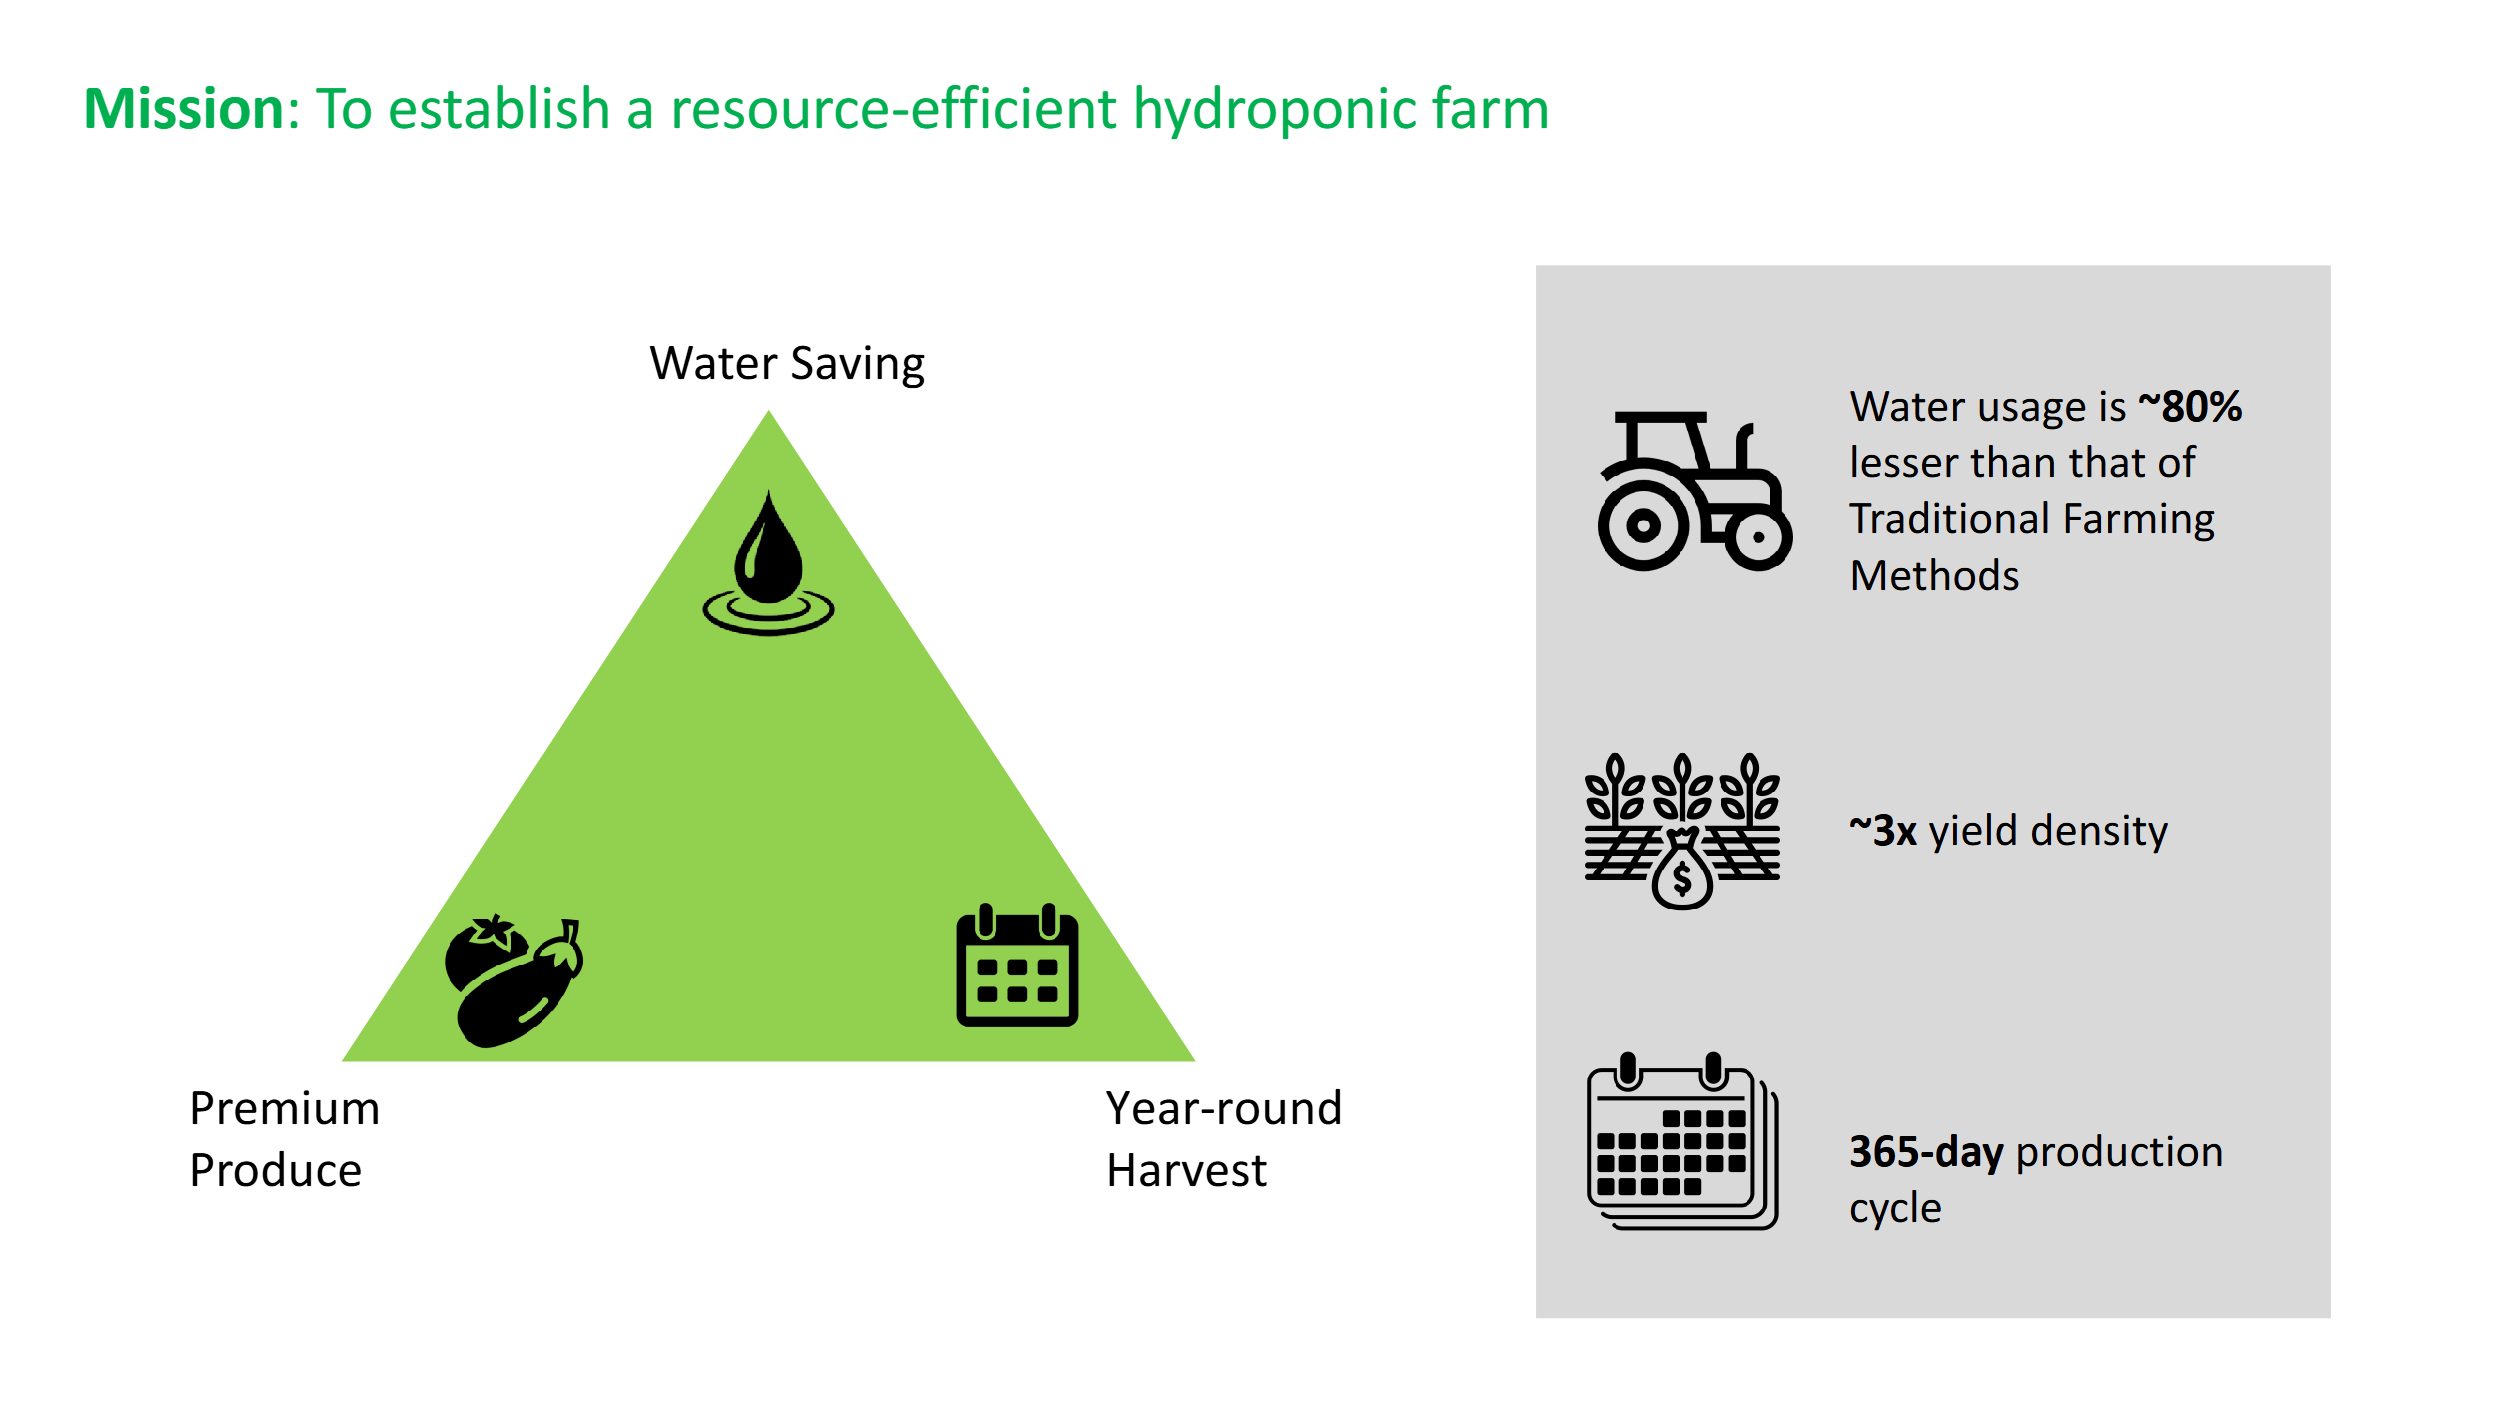 Mission: To establish a resource-efficient hydroponic farm
Water Saving
Premium
Produce
Year-round
Harvest
Water usage is ~80%
lesser than that of
Traditional Farming
Methods
~3x yield density
$
365-day production
cycle